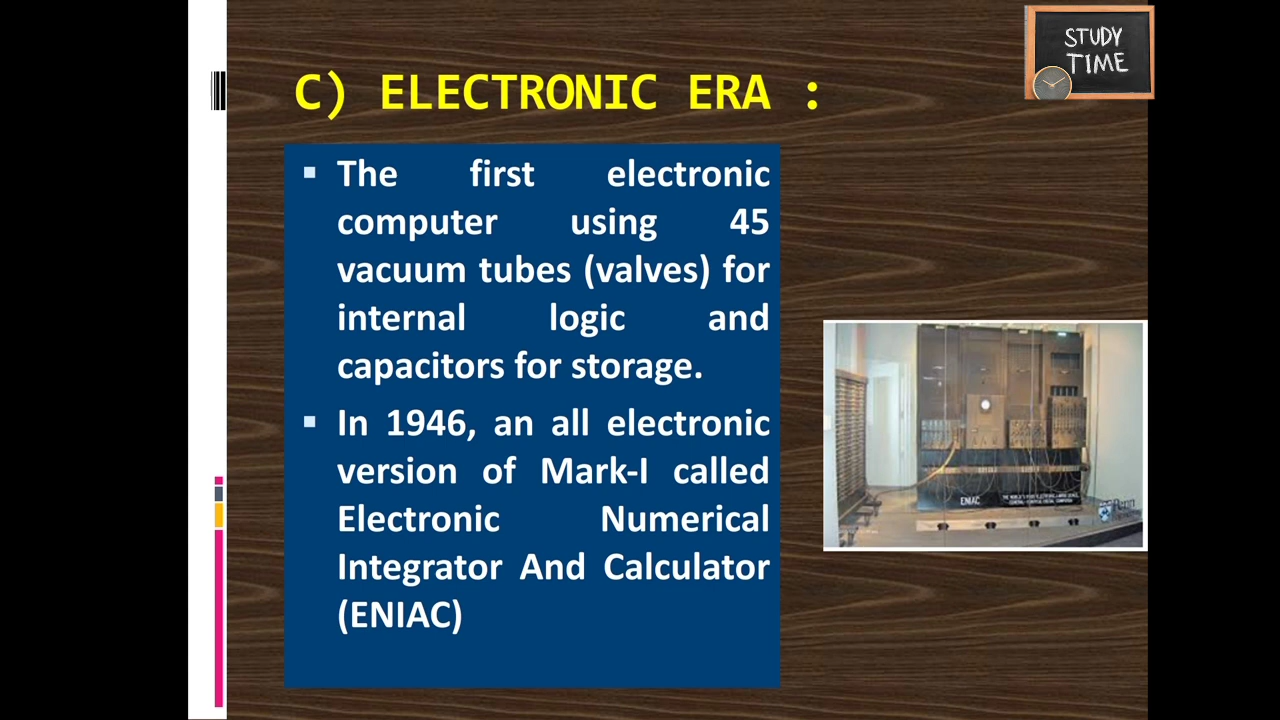 STUDY
TIME
C) ELECTRONIC ERA :
▪ The first electronic
computer using 45
vacuum tubes (valves) for
internal logic and
capacitors for storage.
▪ In 1946, an all electronic
version of Mark-I called
Electronic Numerical
Integrator And Calculator
(ENIAC)
ENIAC